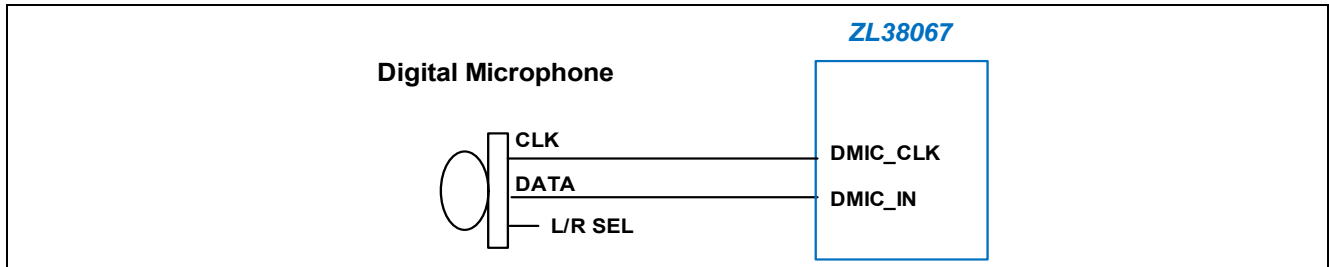 ZL38067
Digital Microphone
CLK
DMIC_CLK
DATA
DMIC_IN
L/R SEL